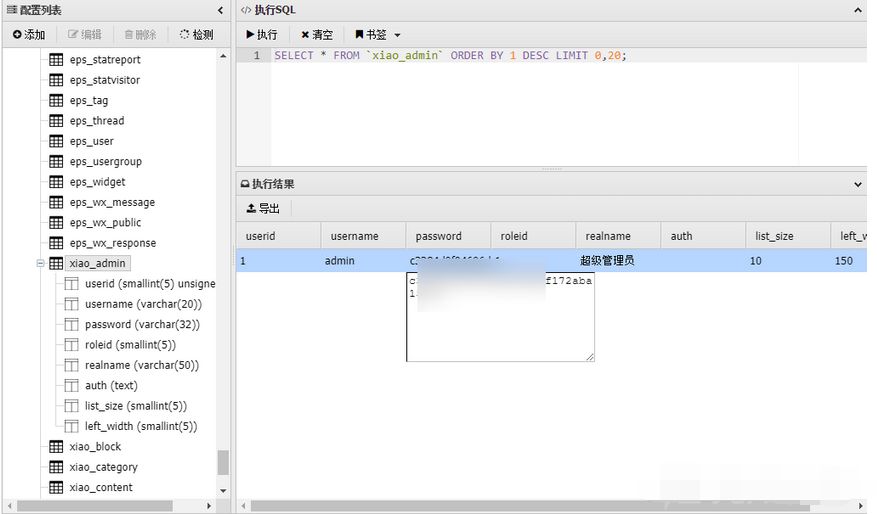 配置列表
添加 编辑 删除 检测
eps_statreport
eps_statvisitor
eps_tag
eps_thread
eps_user
eps_usergroup
eps_widget
eps_wx_message
eps_wx_public
eps_wx_response
xiao_admin
userid (smallint(5) unsigne
username (varchar(20))
password (varchar(32))
roleid (smallint(5))
realname (varchar(50))
auth (text)
list_size (smallint(5))
left_width (smallint(5))
xiao_block
xiao_category
xiao_content
</> 执行SQL
执行 清空 书签
1 SELECT * FROM `xiao_admin` ORDER BY 1 DESC LIMIT 0,20;
执行结果
导出
userid username password roleid realname auth list_size left_w
1 admin 超级管理员 10 150
f172aba